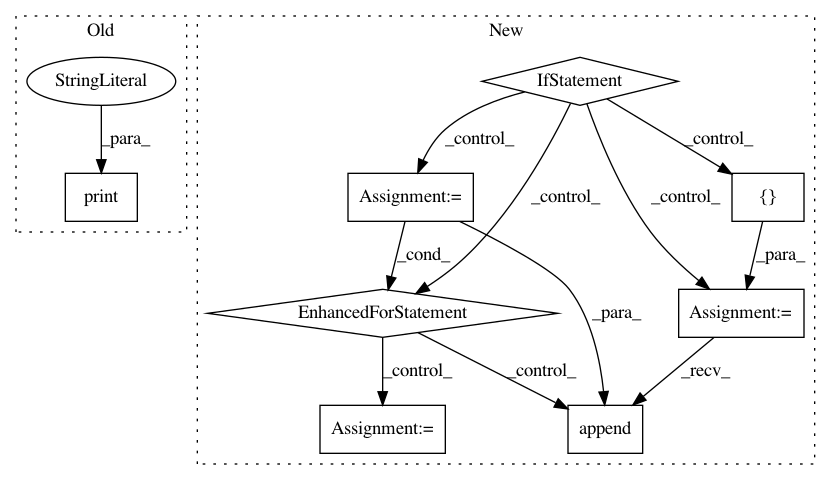 Old
New
StringLiteral
IfStatement
_para_
_control_
_control_
_control_
_control_
print
Assignment:=
{}
_cond_
_para_
EnhancedForStatement
_para_
Assignment:=
_control_
_control_
_recv_
Assignment:=
append